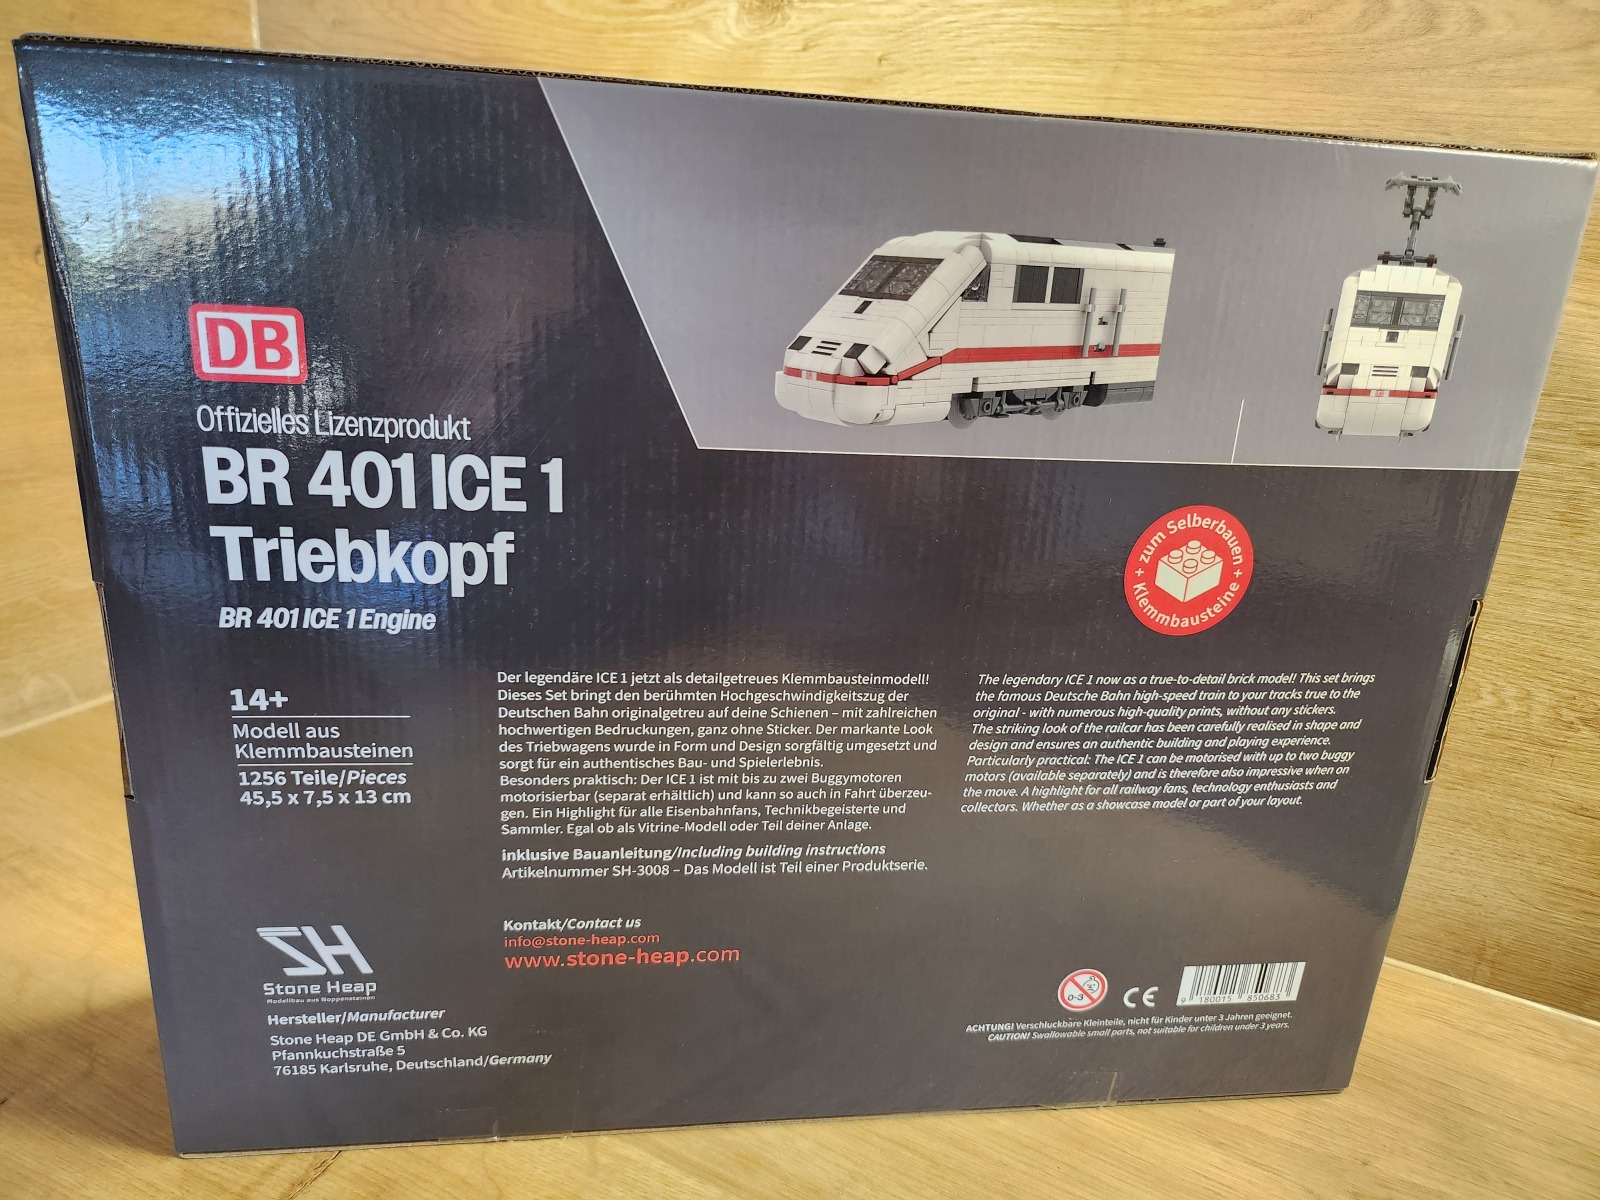 DB
Offizielles Lizenzprodukt
BR 401 ICE 1
Triebkopf
BR 401 ICE 1 Engine
+ zum Selberbauen +
Klemmbausteine
14+
Modell aus
Klemmbausteinen
1256 Teile/Pieces
45,5 x 7,5 x 13 cm
Der legendäre ICE 1 jetzt als detailgetreues Klemmbausteinmodell!
Dieses Set bringt den berühmten Hochgeschwindigkeitszug der
Deutschen Bahn originalgetreu auf deine Schienen – mit zahlreichen
hochwertigen Bedruckungen, ganz ohne Sticker. Der markante Look
des Triebwagens wurde in Form und Design sorgfältig umgesetzt und
sorgt für ein authentisches Bau- und Spielerlebnis.
Besonders praktisch: Der ICE 1 ist mit bis zu zwei Buggymotoren
motorisierbar (separat erhältlich) und kann so auch in Fahrt überzeu-
gen. Ein Highlight für alle Eisenbahnfans, Technikbegeisterte und
Sammler. Egal ob als Vitrine-Modell oder Teil deiner Anlage.
inklusive Bauanleitung/Including building instructions
Artikelnummer SH-3008 – Das Modell ist Teil einer Produktserie.
The legendary ICE 1 now as a true-to-detail brick model! This set brings
the famous Deutsche Bahn high-speed train to your tracks true to the
original - with numerous high-quality prints, without any stickers.
The striking look of the railcar has been carefully realised in shape and
design and ensures an authentic building and playing experience.
Particularly practical: The ICE 1 can be motorised with up to two buggy
motors (available separately) and is therefore also impressive when on
the move. A highlight for all railway fans, technology enthusiasts and
collectors. Whether as a showcase model or part of your layout.
Kontakt/Contact us
info@stone-heap.com
www.stone-heap.com
SH
Stone Heap
Modellbau aus Noppensteinen
Hersteller/Manufacturer
Stone Heap DE GmbH & Co. KG
Pfannkuchstraße 5
76185 Karlsruhe, Deutschland/Germany
0-3
CE
9 180015 850683
ACHTUNG! Verschluckbare Kleinteile, nicht für Kinder unter 3 Jahren geeignet.
CAUTION! Swallowable small parts, not suitable for children under 3 years.